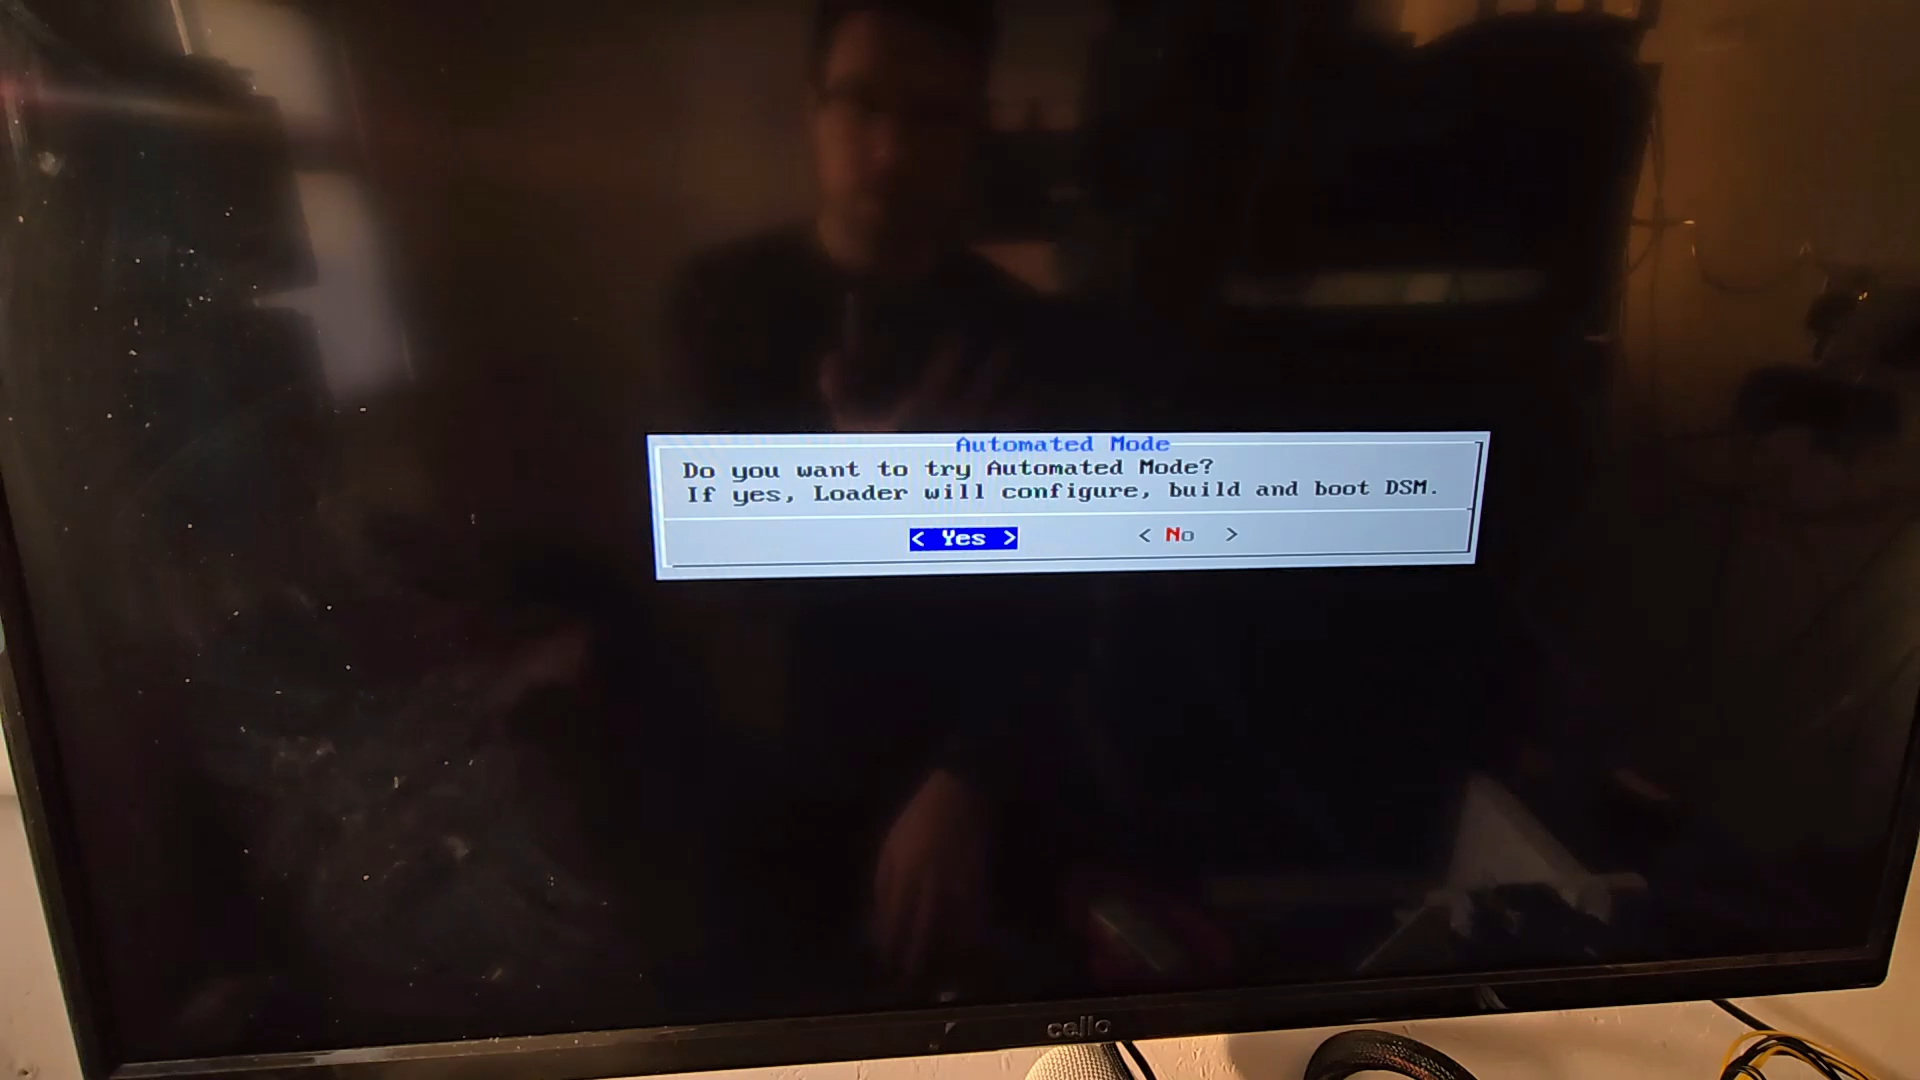 Automated Mode
Do you want to try Automated Mode?
If yes, Loader will configure, build and boot DSM.
< Yes > < No >
cello